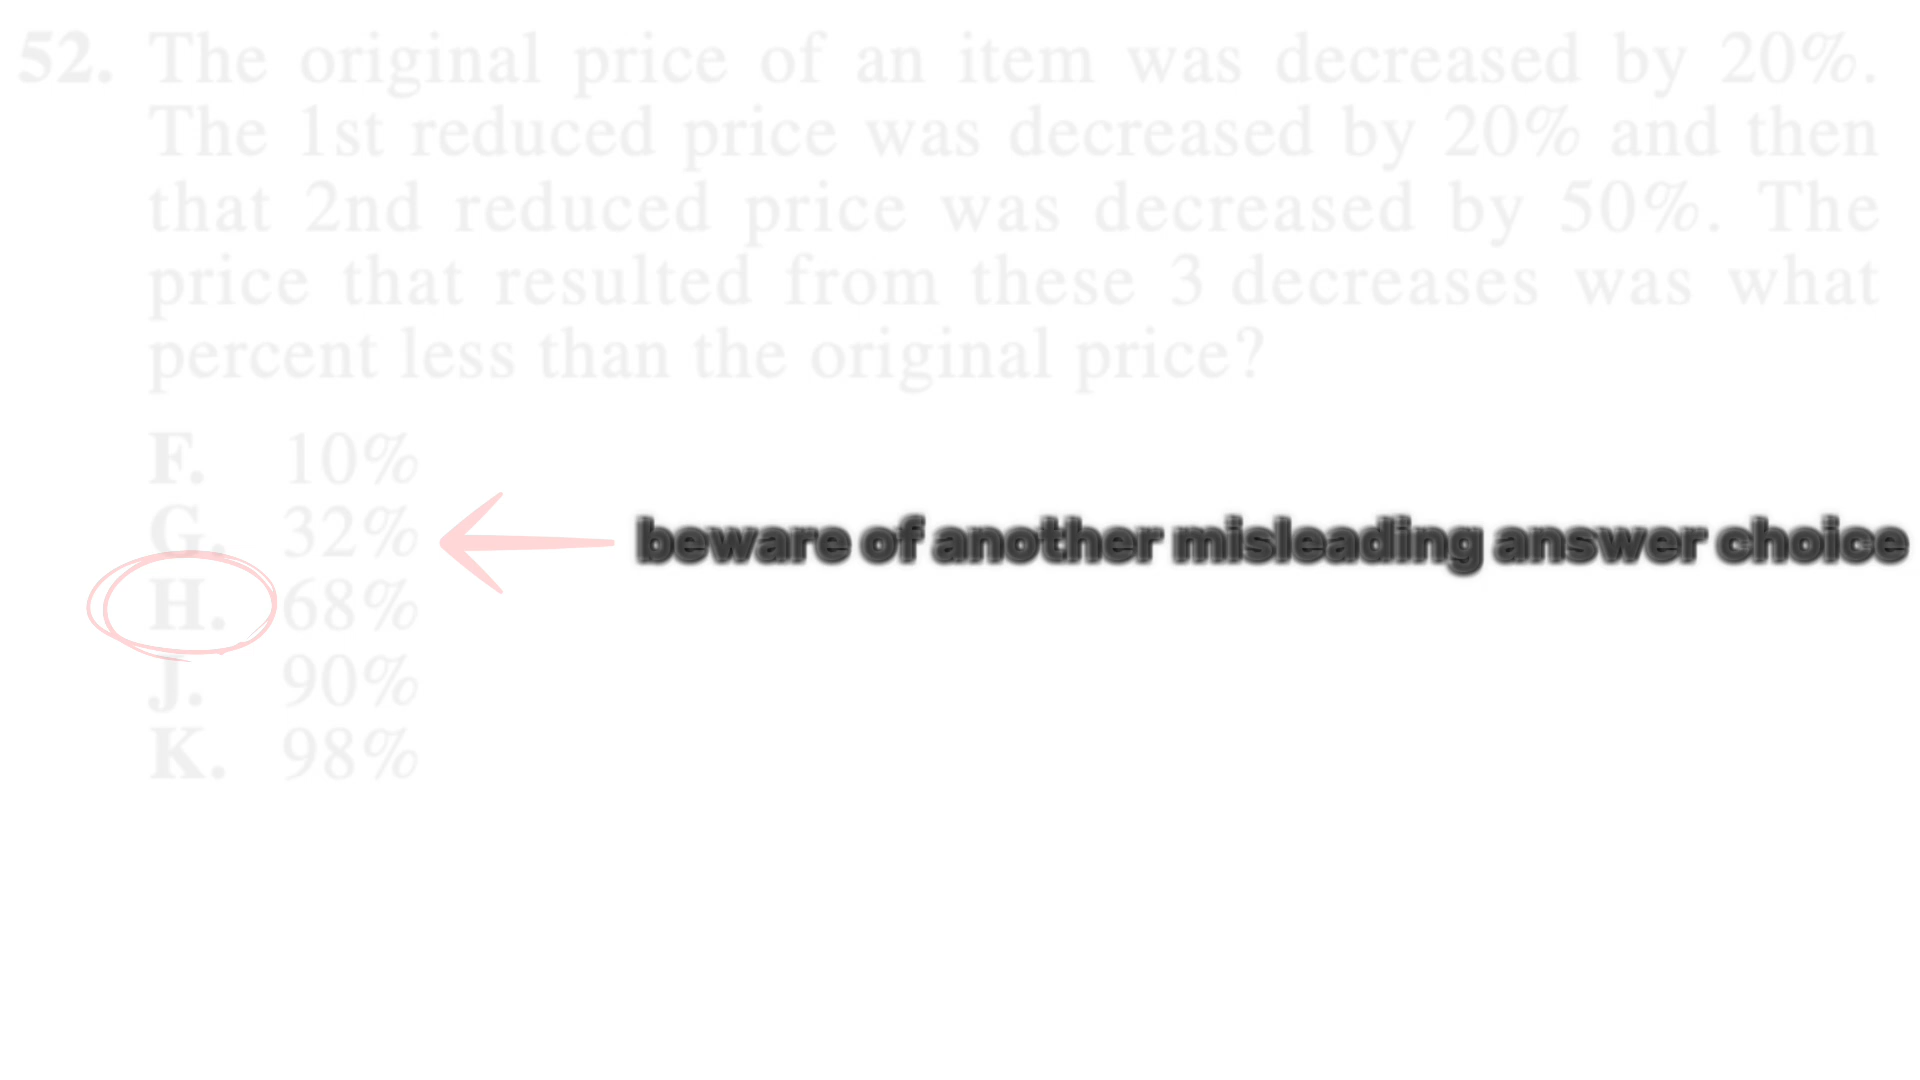 52. The original price of an item was decreased by 20%.
The 1st reduced price was decreased by 20% and then
that 2nd reduced price was decreased by 50%. The
price that resulted from these 3 decreases was what
percent less than the original price?
F. 10%
G. 32%
beware of another misleading answer choice
H. 68%
J. 90%
K. 98%